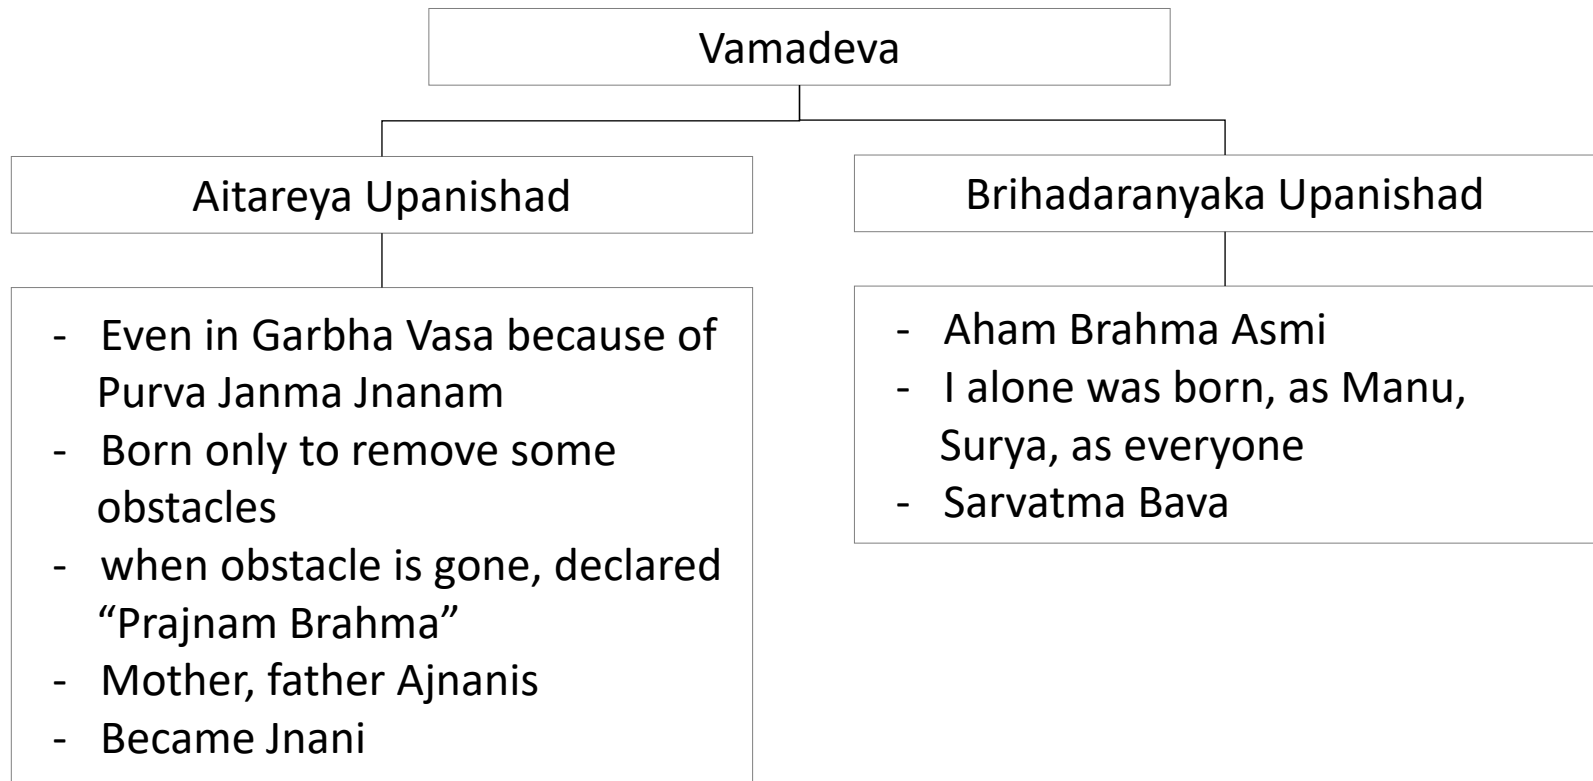 Vamadeva
Aitareya Upanishad
- Even in Garbha Vasa because of
Purva Janma Jnanam
- Born only to remove some
obstacles
- when obstacle is gone, declared
“Prajnam Brahma”
- Mother, father Ajnanis
- Became Jnani
Brihadaranyaka Upanishad
- Aham Brahma Asmi
- I alone was born, as Manu,
Surya, as everyone
- Sarvatma Bava